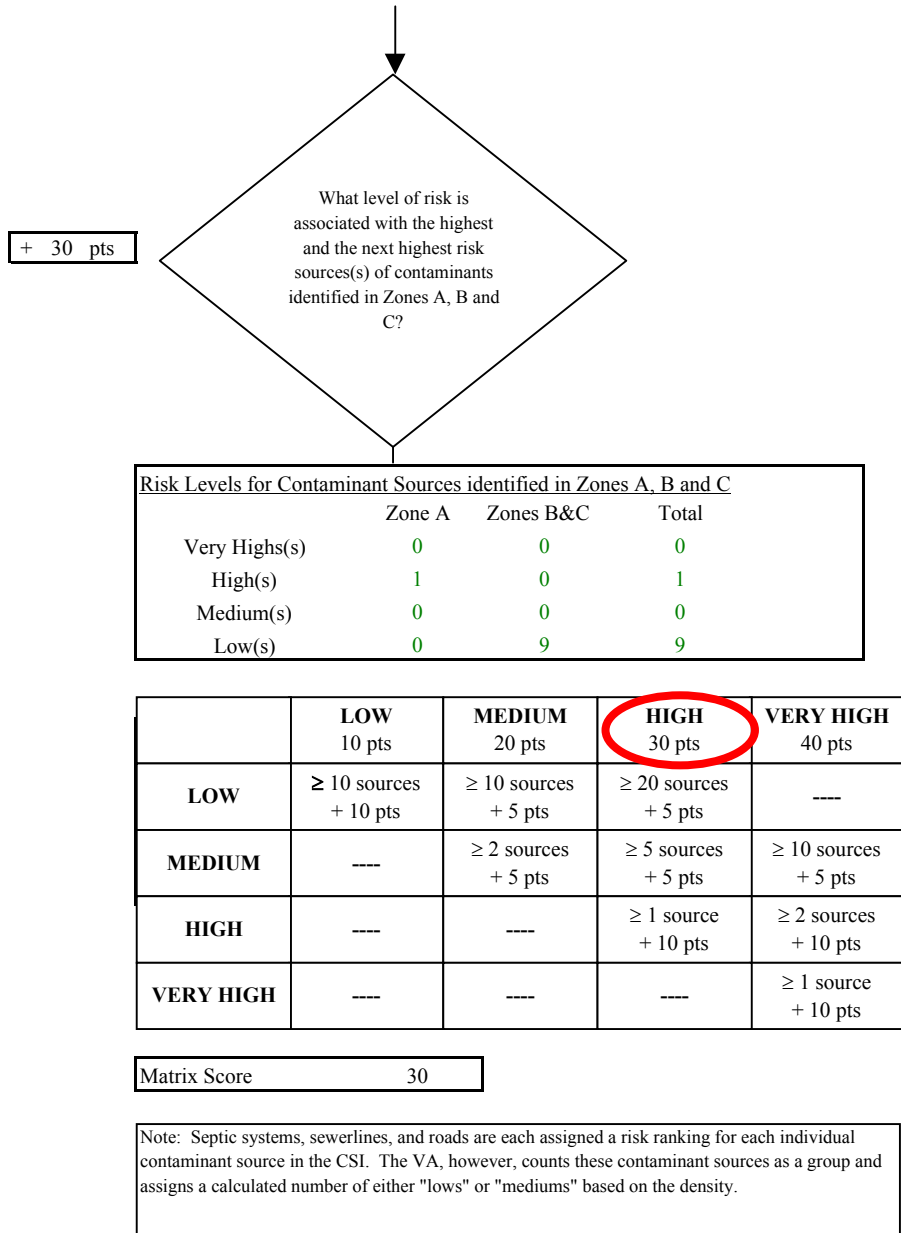 What level of risk is
associated with the highest
and the next highest risk
sources(s) of contaminants
identified in Zones A, B and
C?
+ 30 pts
Risk Levels for Contaminant Sources identified in Zones A, B and C
Zone A Zones B&C Total
Very Highs(s) 0 0 0
High(s) 1 0 1
Medium(s) 0 0 0
Low(s) 0 9 9
LOW MEDIUM HIGH VERY HIGH
10 pts 20 pts 30 pts 40 pts
LOW ≥ 10 sources ≥ 10 sources ≥ 20 sources ----
+ 10 pts + 5 pts + 5 pts
MEDIUM ---- ≥ 2 sources ≥ 5 sources ≥ 10 sources
+ 5 pts + 5 pts + 5 pts
HIGH ---- ---- ≥ 1 source ≥ 2 sources
+ 10 pts + 10 pts
VERY HIGH ---- ---- ---- ≥ 1 source
+ 10 pts
Matrix Score 30
Note: Septic systems, sewerlines, and roads are each assigned a risk ranking for each individual
contaminant source in the CSI. The VA, however, counts these contaminant sources as a group and
assigns a calculated number of either "lows" or "mediums" based on the density.